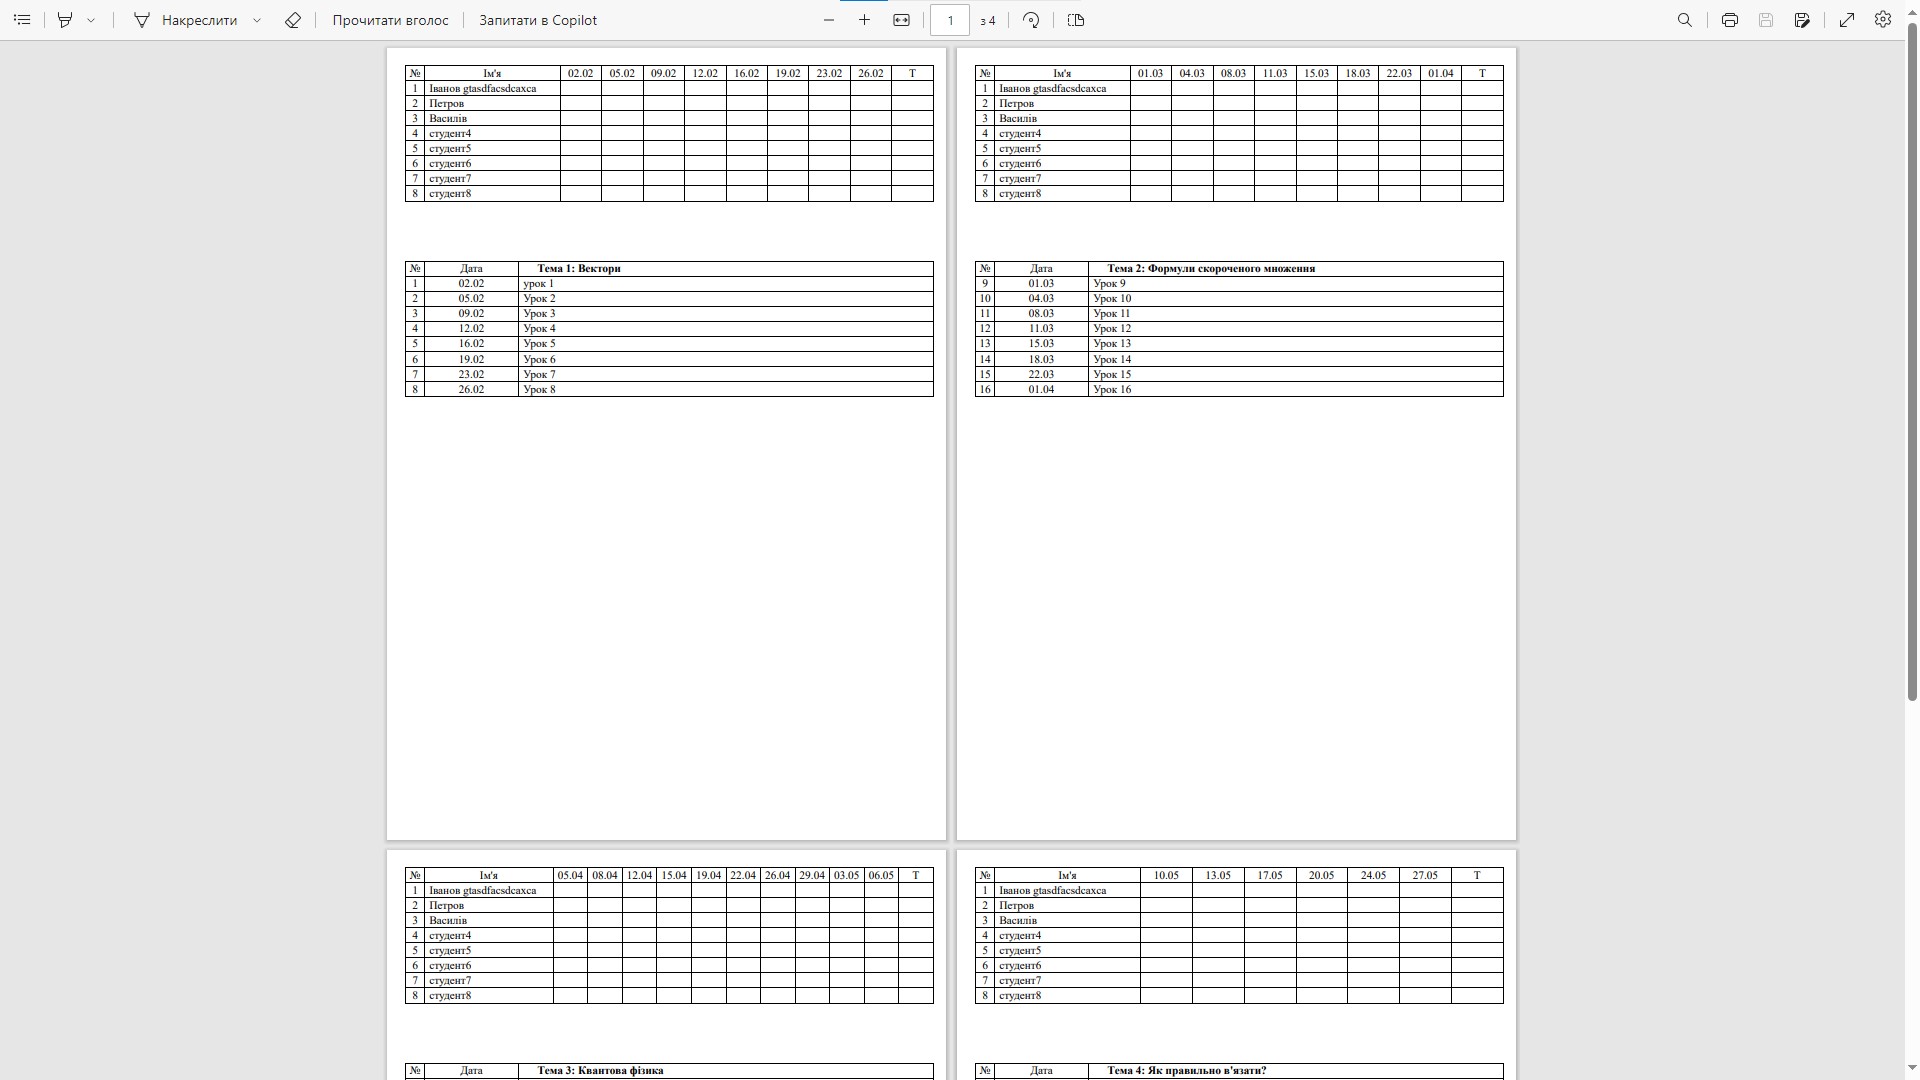 Накреслити Прочитати вголос Запитати в Copilot 1 з 4
№ Ім'я 02.02 05.02 09.02 12.02 16.02 19.02 23.02 26.02 Т
1 Іванов gtasdfacsdcaxca
2 Петров
3 Василів
4 студент4
5 студент5
6 студент6
7 студент7
8 студент8
№ Дата Тема 1: Вектори
1 02.02 урок 1
2 05.02 Урок 2
3 09.02 Урок 3
4 12.02 Урок 4
5 16.02 Урок 5
6 19.02 Урок 6
7 23.02 Урок 7
8 26.02 Урок 8
№ Ім'я 01.03 04.03 08.03 11.03 15.03 18.03 22.03 01.04 Т
1 Іванов gtasdfacsdcaxca
2 Петров
3 Василів
4 студент4
5 студент5
6 студент6
7 студент7
8 студент8
№ Дата Тема 2: Формули скороченого множення
9 01.03 Урок 9
10 04.03 Урок 10
11 08.03 Урок 11
12 11.03 Урок 12
13 15.03 Урок 13
14 18.03 Урок 14
15 22.03 Урок 15
16 01.04 Урок 16
№ Ім'я 05.04 08.04 12.04 15.04 19.04 22.04 26.04 29.04 03.05 06.05 Т
1 Іванов gtasdfacsdcaxca
2 Петров
3 Василів
4 студент4
5 студент5
6 студент6
7 студент7
8 студент8
№ Дата Тема 3: Квантова фізика
№ Ім'я 10.05 13.05 17.05 20.05 24.05 27.05 Т
1 Іванов gtasdfacsdcaxca
2 Петров
3 Василів
4 студент4
5 студент5
6 студент6
7 студент7
8 студент8
№ Дата Тема 4: Як правильно в'язати?